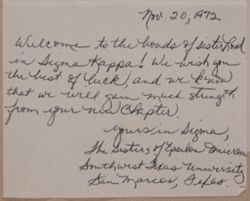 Nov. 20, 1972
Welcome to the bonds of sisterhood
in Sigma Kappa! We wish you
the best of luck, and we know
that we will gain much strength
from your new Chapter.
Yours in Sigma,
The Sisters of Epsilon Omicron
Southwest Texas University
San Marcos, Texas